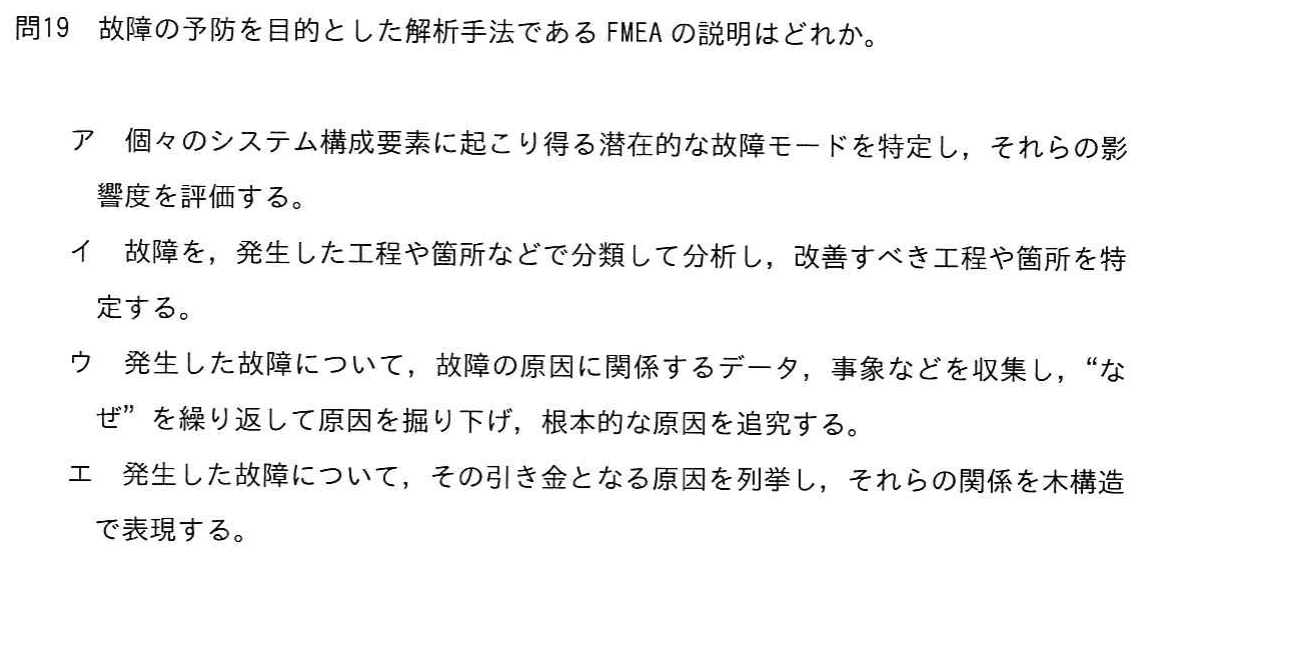 問19 故障の予防を目的とした解析手法である FMEA の説明はどれか。
ア 個々のシステム構成要素に起こり得る潜在的な故障モードを特定し，それらの影
響度を評価する。
イ 故障を，発生した工程や箇所などで分類して分析し，改善すべき工程や箇所を特
定する。
ウ 発生した故障について，故障の原因に関係するデータ，事象などを収集し，“な
ぜ”を繰り返して原因を掘り下げ，根本的な原因を追究する。
エ 発生した故障について，その引き金となる原因を列挙し，それらの関係を木構造
で表現する。